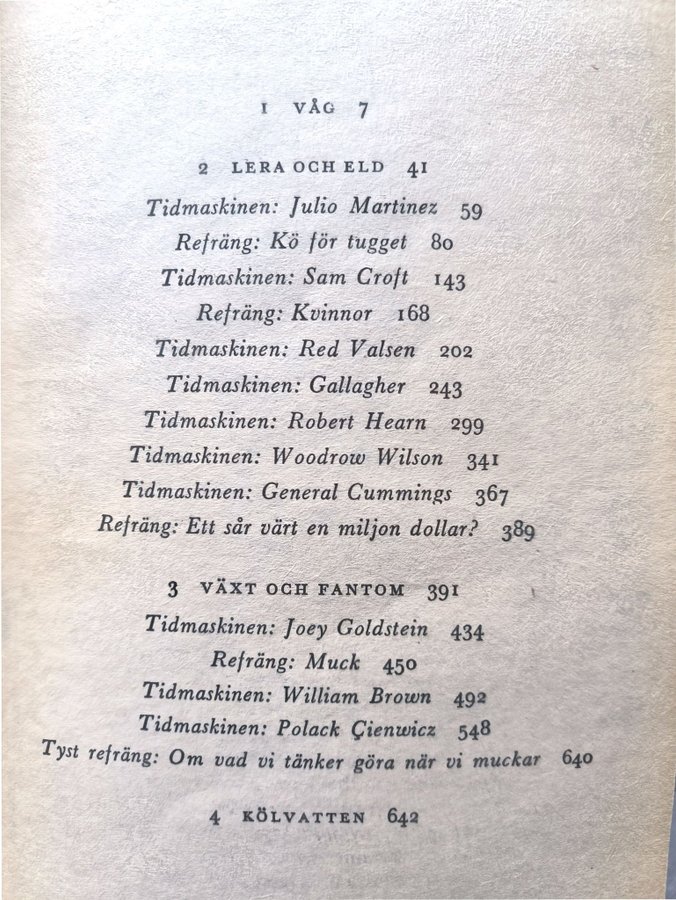 1 VÅG 7
2 LERA OCH ELD 41
Tidmaskinen: Julio Martinez 59
Refräng: Kö för tugget 80
Tidmaskinen: Sam Croft 143
Refräng: Kvinnor 168
Tidmaskinen: Red Valsen 202
Tidmaskinen: Gallagher 243
Tidmaskinen: Robert Hearn 299
Tidmaskinen: Woodrow Wilson 341
Tidmaskinen: General Cummings 367
Refräng: Ett sår värt en miljon dollar? 389
3 VÄXT OCH FANTOM 391
Tidmaskinen: Joey Goldstein 434
Refräng: Muck 450
Tidmaskinen: William Brown 492
Tidmaskinen: Polack Çienwicz 548
Tyst refräng: Om vad vi tänker göra när vi muckar 640
4 KÖLVATTEN 642